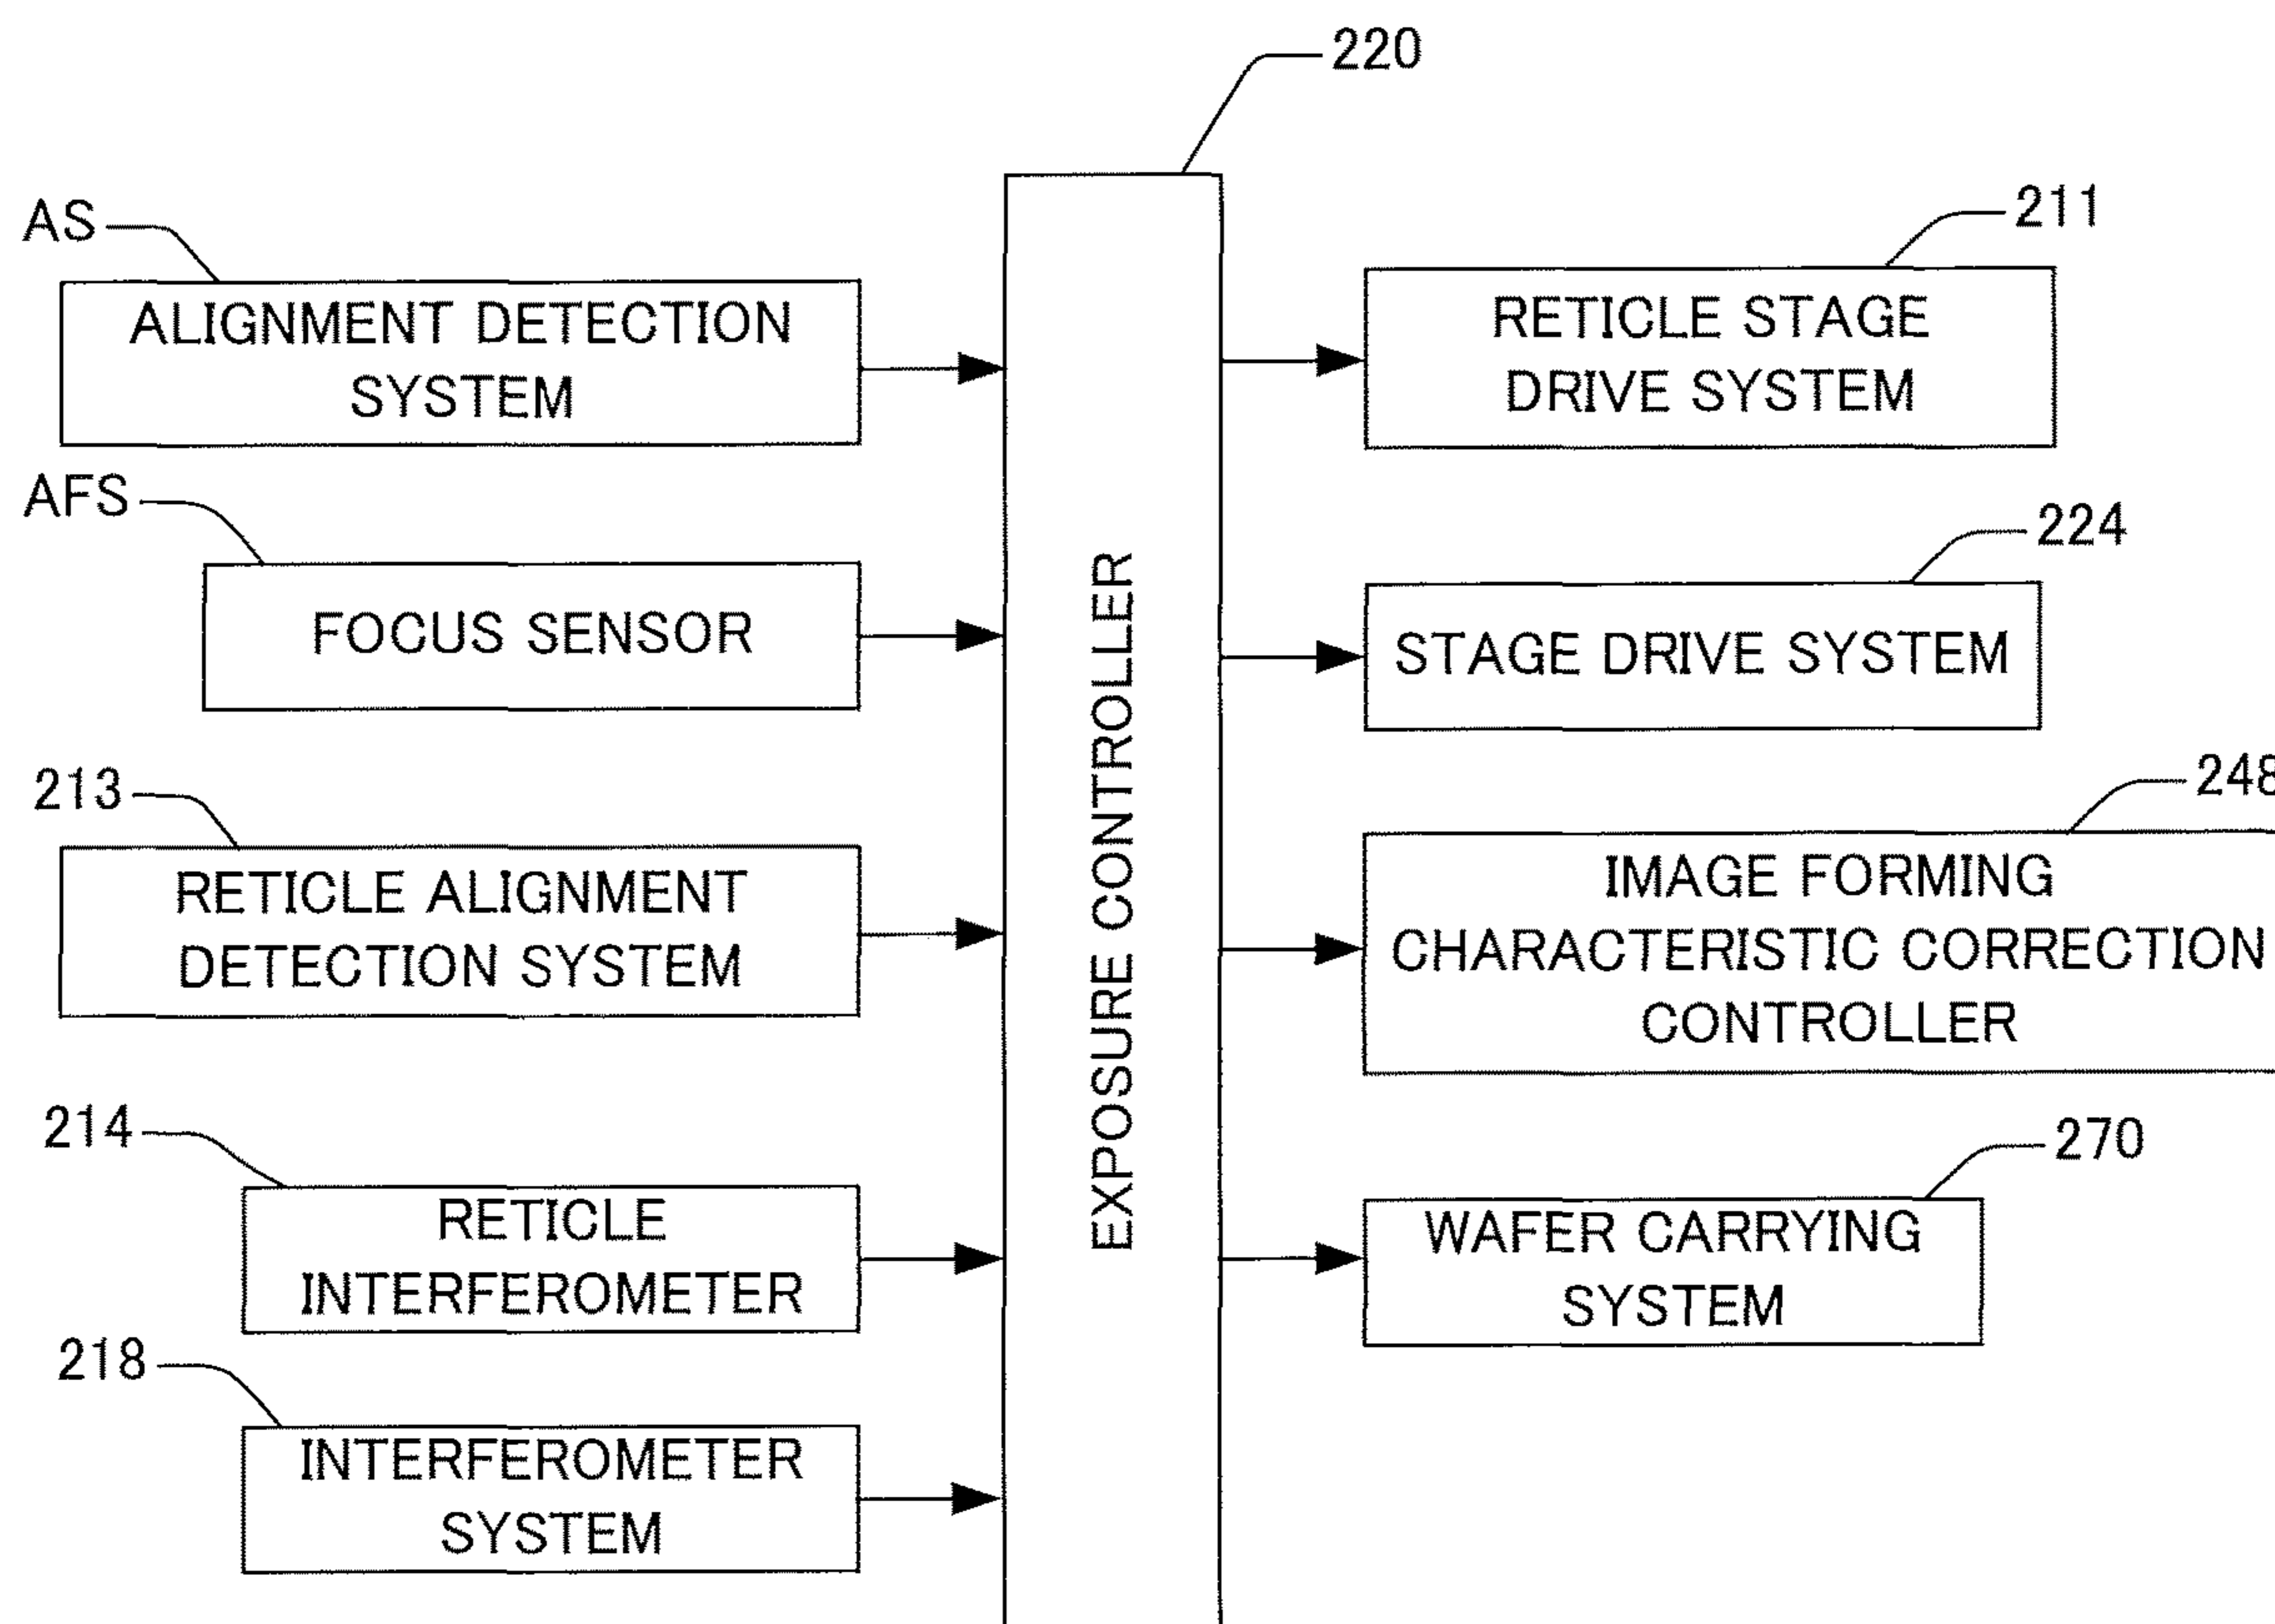 220
AS
ALIGNMENT DETECTION
SYSTEM
AFS
FOCUS SENSOR
213
RETICLE ALIGNMENT
DETECTION SYSTEM
214
RETICLE
INTERFEROMETER
218
INTERFEROMETER
SYSTEM
EXPOSURE CONTROLLER
211
RETICLE STAGE
DRIVE SYSTEM
224
STAGE DRIVE SYSTEM
248
IMAGE FORMING
CHARACTERISTIC CORRECTION
CONTROLLER
270
WAFER CARRYING
SYSTEM